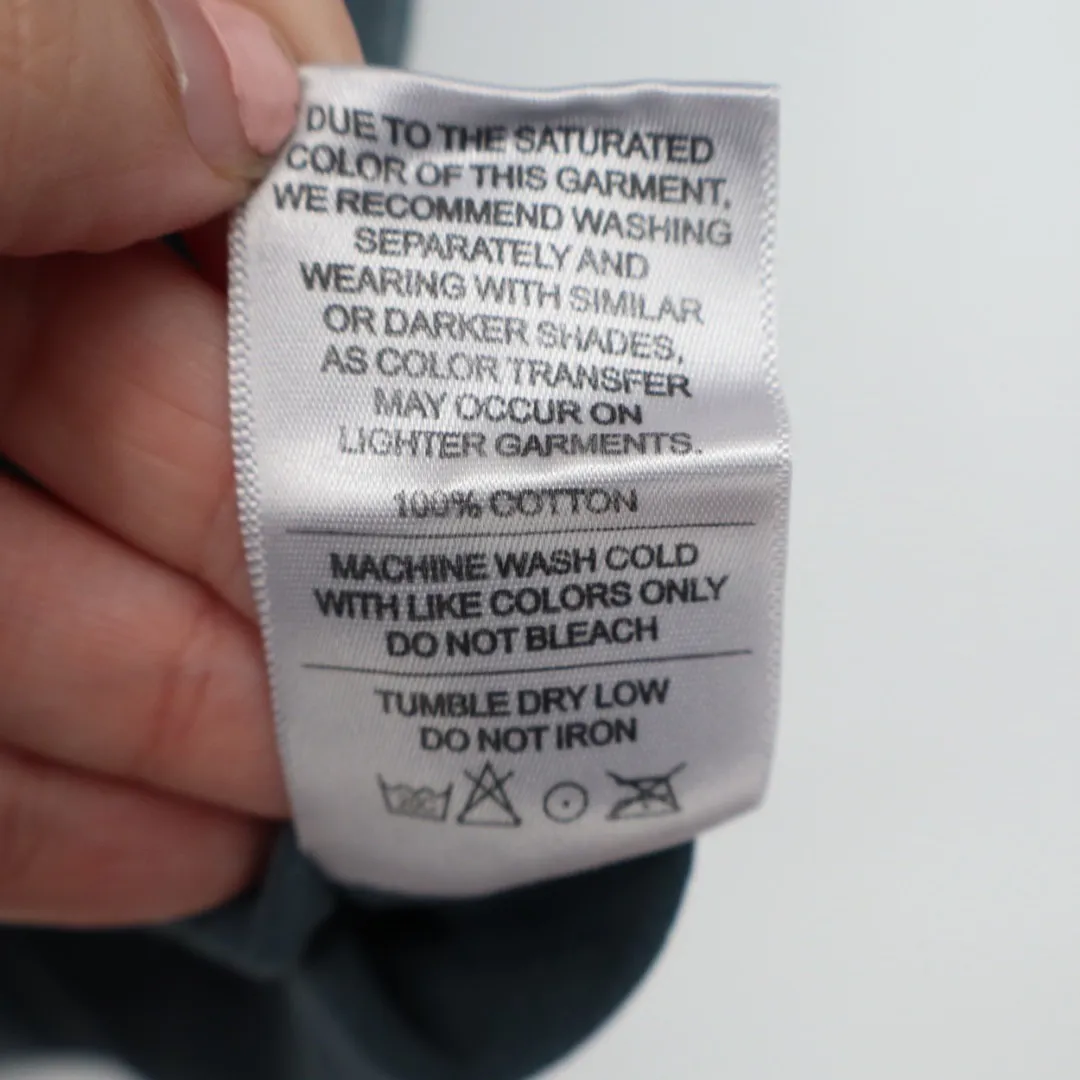 DUE TO THE SATURATED
COLOR OF THIS GARMENT,
WE RECOMMEND WASHING
SEPARATELY AND
WEARING WITH SIMILAR
OR DARKER SHADES,
AS COLOR TRANSFER
MAY OCCUR ON
LIGHTER GARMENTS.
100% COTTON
MACHINE WASH COLD
WITH LIKE COLORS ONLY
DO NOT BLEACH
TUMBLE DRY LOW
DO NOT IRON